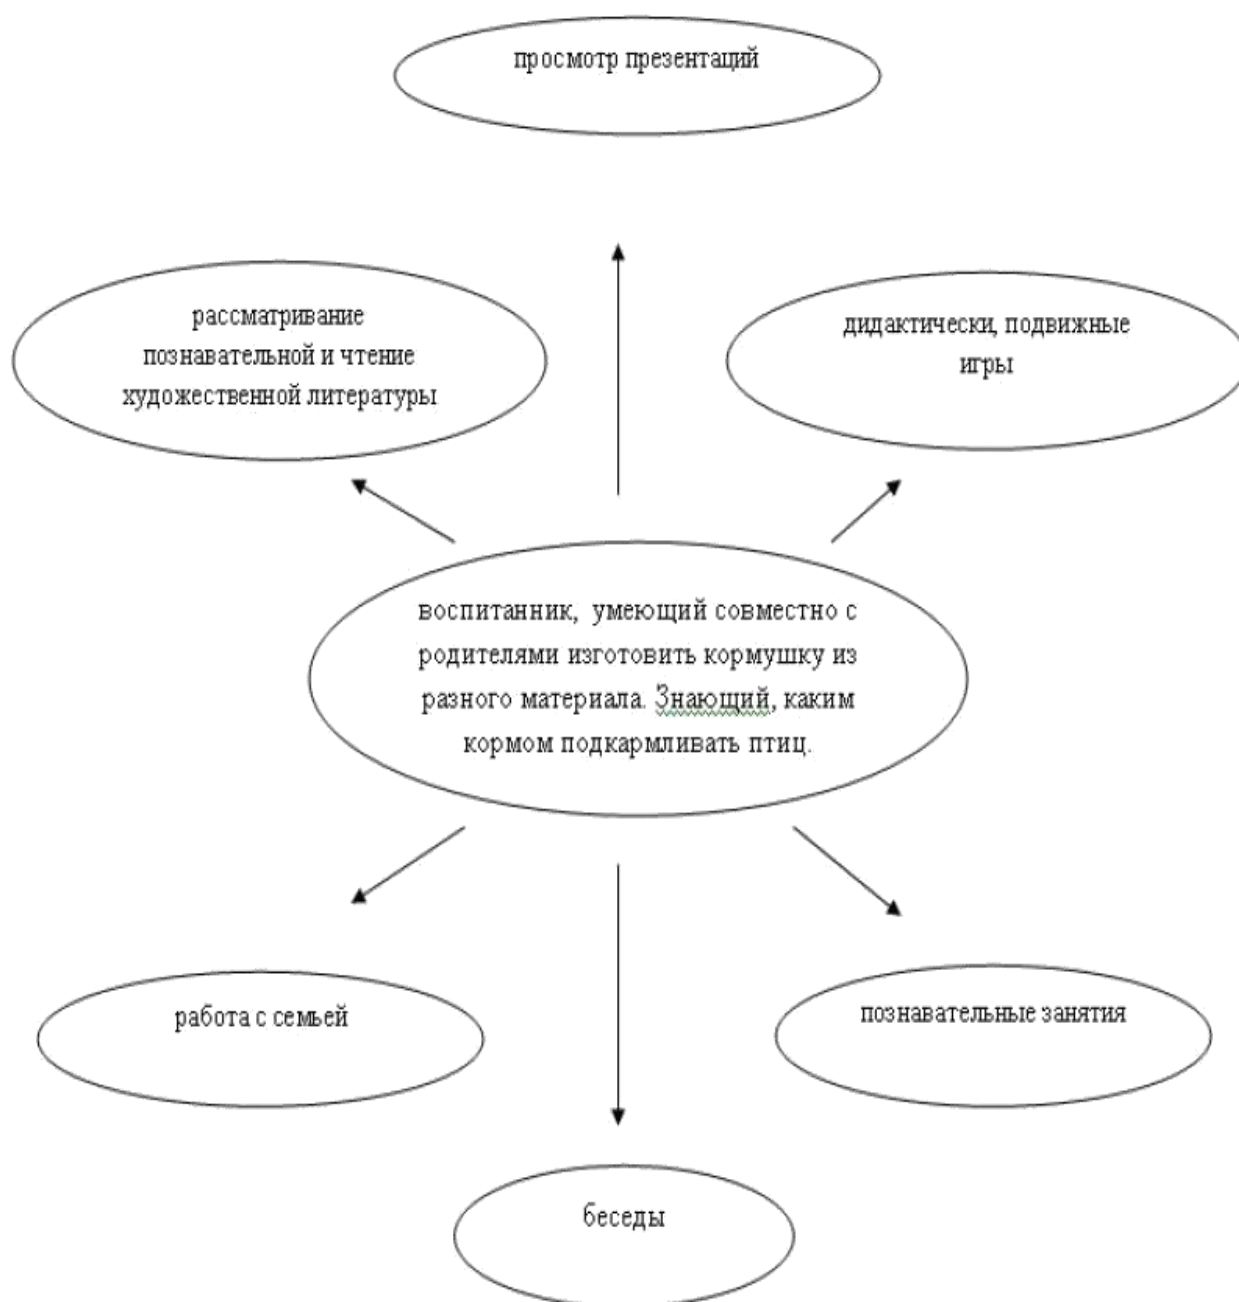 просмотр презентаций
рассматривание
познавательной и чтение
художественной литературы
дидактически, подвижные
игры
воспитанник, умеющий совместно с
родителями изготовить кормушку из
разного материала. Знающий, каким
кормом подкармливать птиц.
работа с семьей
познавательные занятия
беседы